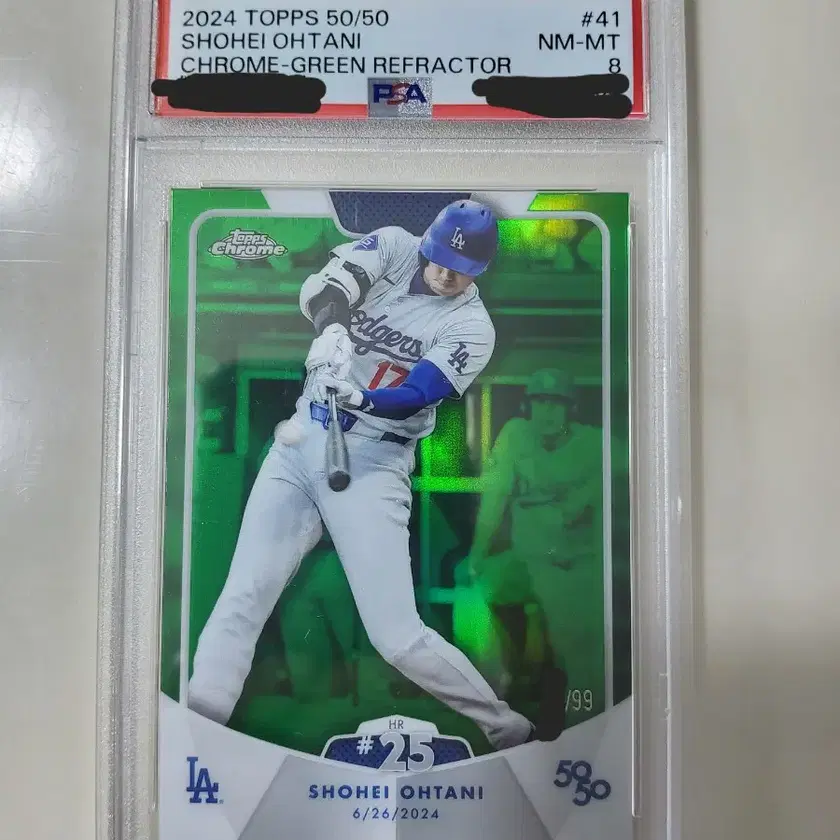 2024 TOPPS 50/50 #41
SHOHEI OHTANI NM-MT
CHROME-GREEN REFRACTOR 8
PSA
topps
Chrome
LA
Dodgers
17
LA
/99
HR
#25
LA
SHOHEI OHTANI
50
50
6/26/2024